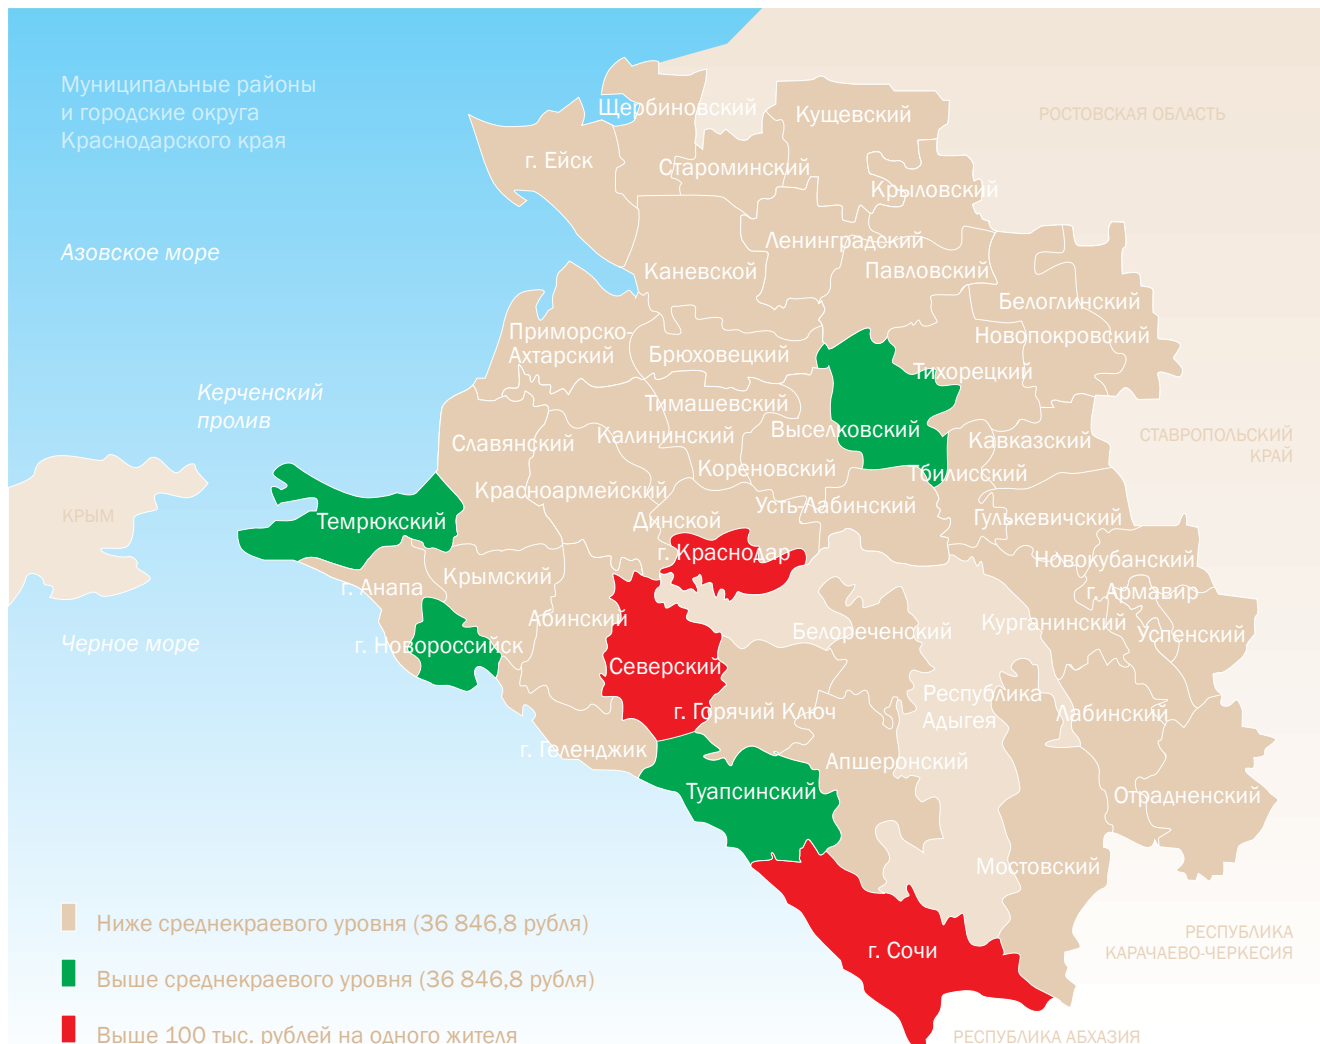 Муниципальные районы
и городские округа
Краснодарского края
Азовское море
Керченский
пролив
КРЫМ
Черное море
РОСТОВСКАЯ ОБЛАСТЬ
СТАВРОПОЛЬСКИЙ
КРАЙ
РЕСПУБЛИКА
КАРАЧАЕВО-ЧЕРКЕСИЯ
РЕСПУБЛИКА АБХАЗИЯ
Щербиновский
Кущевский
г. Ейск
Староминский
Крыловский
Ленинградский
Каневской
Павловский
Белоглинский
Приморско-
Ахтарский
Новопокровский
Брюховецкий
Тихорецкий
Тимашевский
Выселковский
Славянский
Калининский
Кавказский
Кореновский
Тбилисский
Красноармейский
Усть-Лабинский
Динской
Гулькевичский
Темрюкский
г. Краснодар
Новокубанский
г. Анапа
Крымский
г. Армавир
Абинский
Белореченский
Курганинский
Успенский
г. Новороссийск
Северский
Республика
Адыгея
г. Горячий Ключ
Лабинский
г. Геленджик
Апшеронский
Туапсинский
Отрадненский
Мостовский
г. Сочи
Ниже среднекраевого уровня (36 846,8 рубля)
Выше среднекраевого уровня (36 846,8 рубля)
Выше 100 тыс. рублей на одного жителя